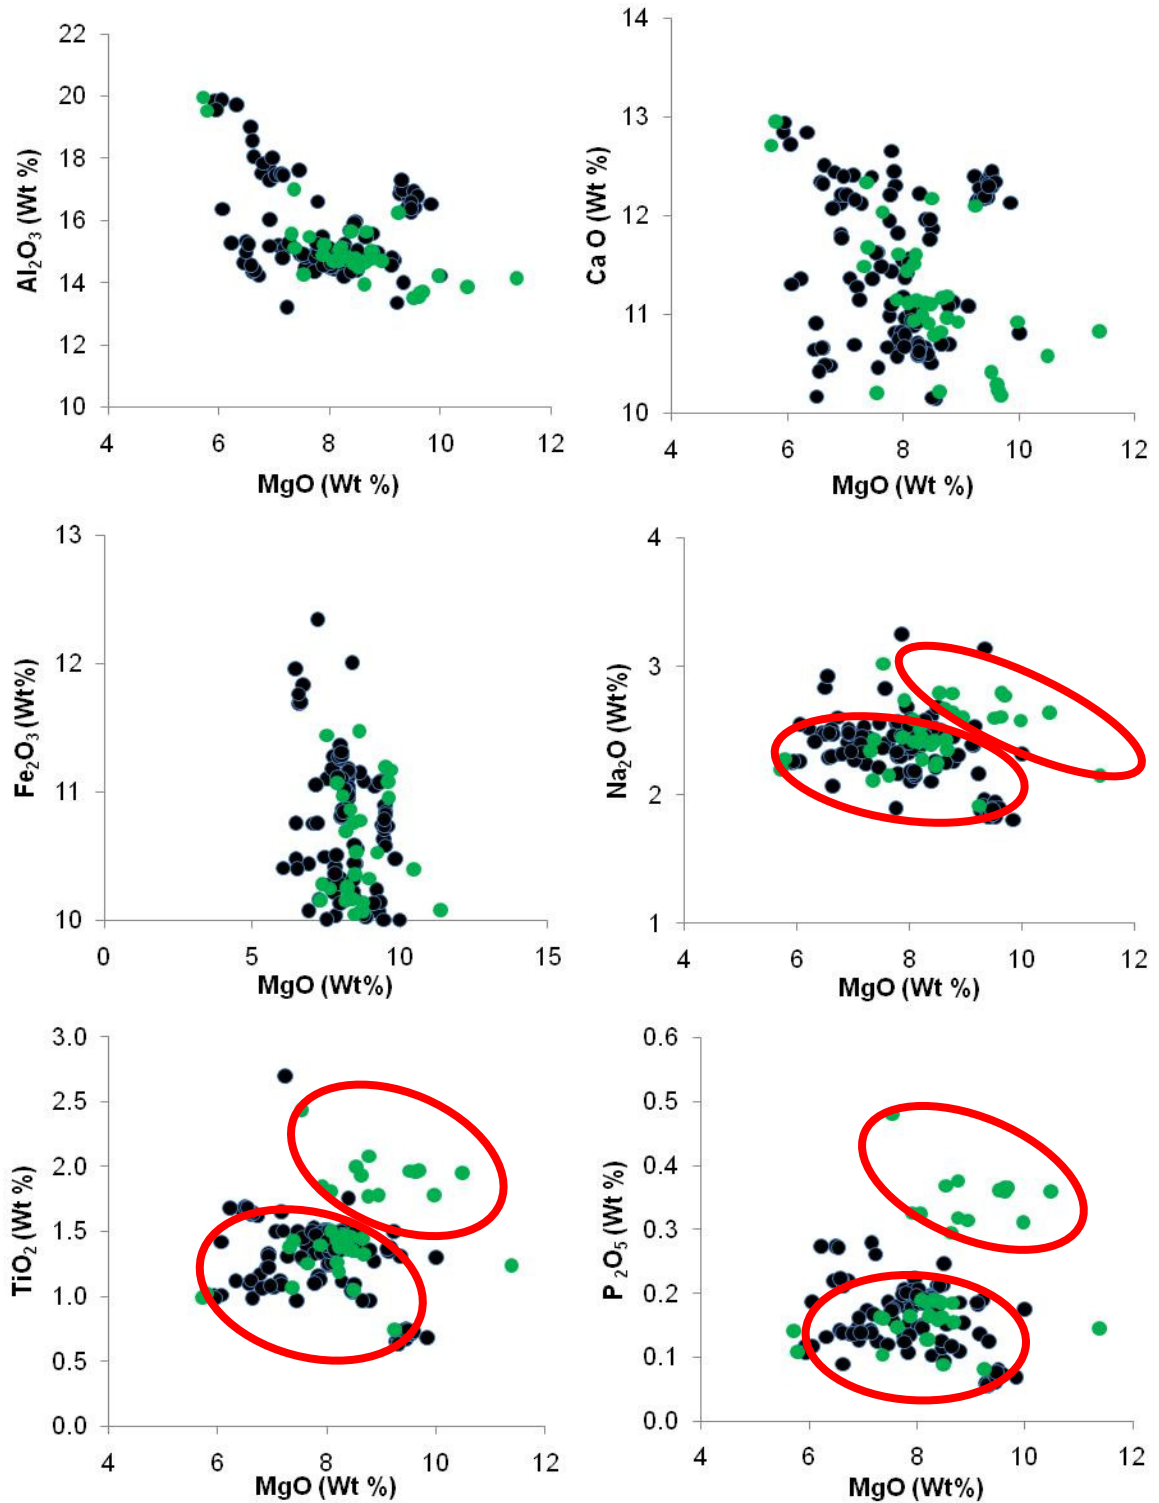 22
20
18
16
14
12
10
4 6 8 10 12
Al₂O₃ (Wt %)
MgO (Wt %)
14
13
12
11
10
4 6 8 10 12
Ca O (Wt %)
MgO (Wt %)
13
12
11
10
0 5 10 15
Fe₂O₃ (Wt%)
MgO (Wt%)
4
3
2
1
4 6 8 10 12
Na₂O (Wt%)
MgO (Wt %)
3.0
2.5
2.0
1.5
1.0
0.5
0.0
4 6 8 10 12
TiO₂ (Wt %)
MgO (Wt %)
0.6
0.5
0.4
0.3
0.2
0.1
0.0
4 6 8 10 12
P ₂O₅ (Wt %)
MgO (Wt%)